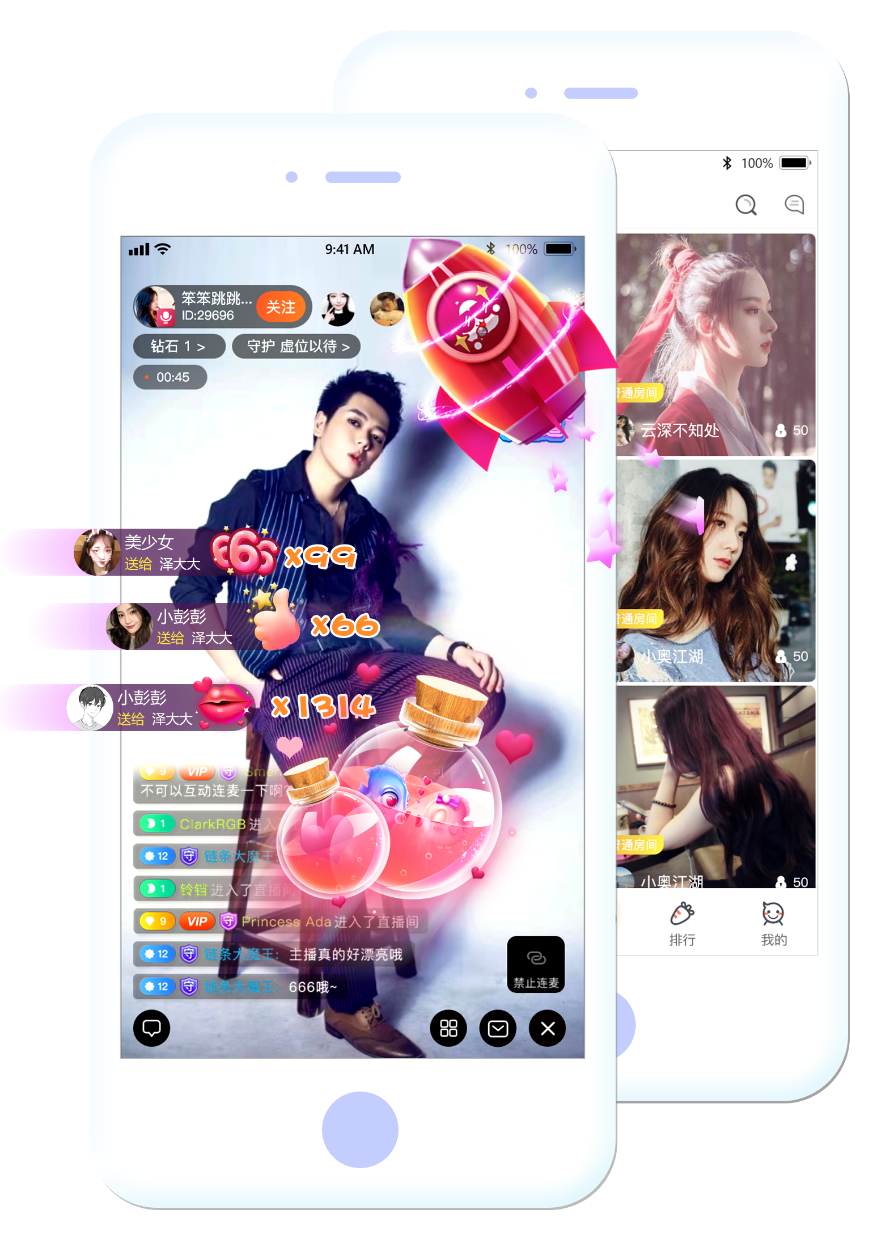 100%
9:41 AM
100%
笨笨跳跳...
ID:29696
关注
钻石 1 >
守护 虚位以待 >
00:45
普通房间
云深不知处
50
美少女
送给 泽大大
666
x99
小彭彭
送给 泽大大
x66
普通房间
小奥江湖
50
小彭彭
送给 泽大大
x1314
9 VIP 守
不可以互动连麦一下啊
1 ClarkRGB 进入
12 守 链条大魔王
普通房间
1 铃铛 进入了直播间
小奥江湖
50
9 VIP 守 Princess Ada 进入了直播间
12 守 链条大魔王: 主播真的好漂亮哦
12 守 链条大魔王: 666哦~
禁止连麦
排行
我的